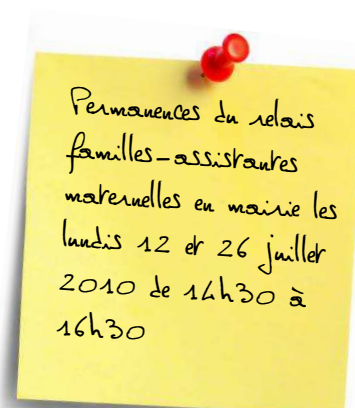 Permanences du relais
familles-assistantes
maternelles en mairie les
lundis 12 et 26 juillet
2010 de 14h30 à
16h30